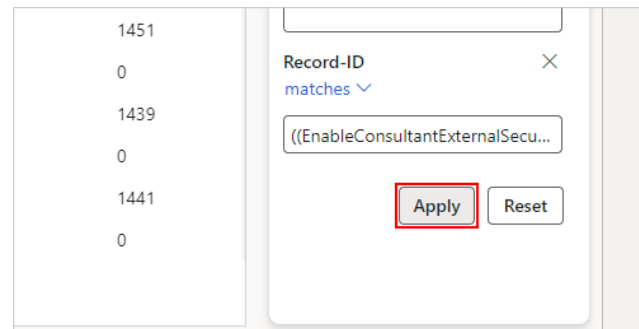 1451
0
1439
0
1441
0
Record-ID
matches
((EnableConsultantExternalSecu...
Apply
Reset